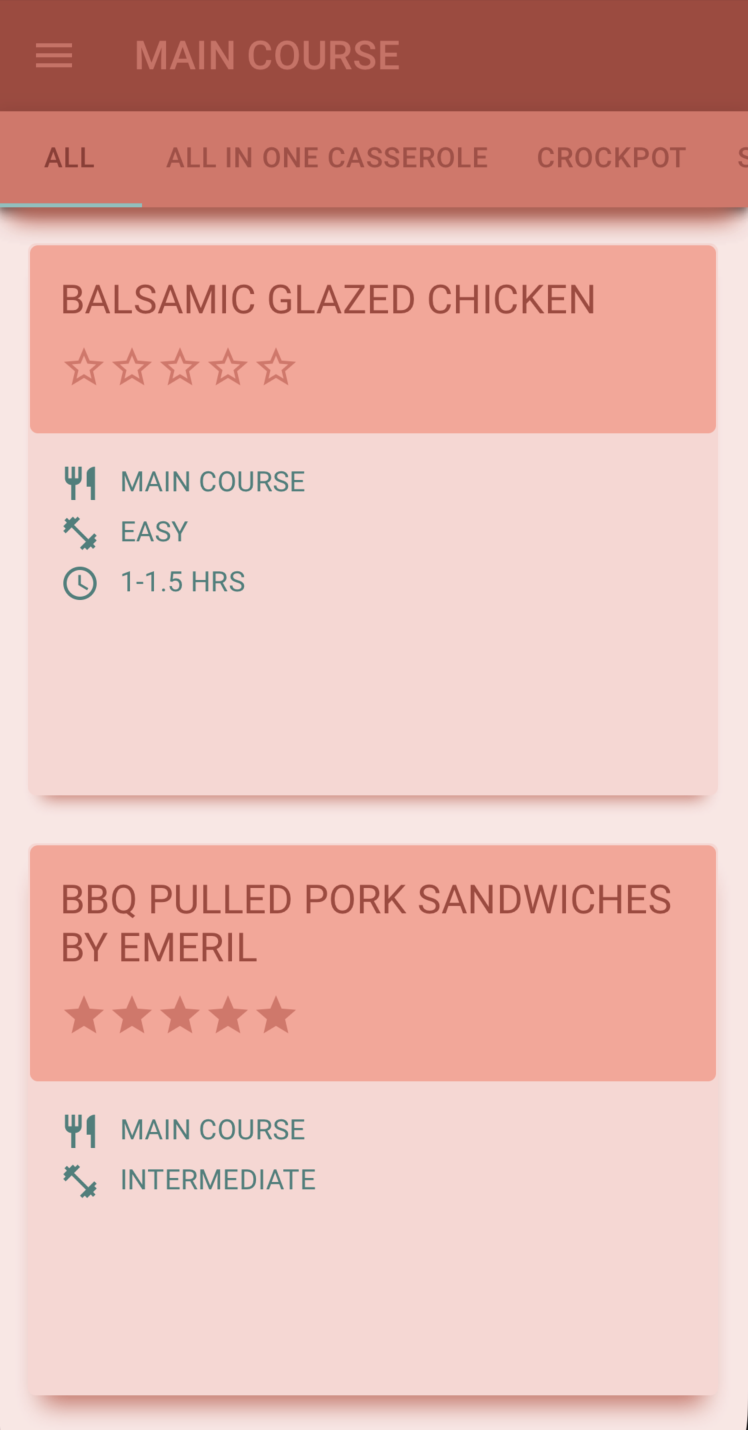 MAIN COURSE
ALL ALL IN ONE CASSEROLE CROCKPOT S
BALSAMIC GLAZED CHICKEN
MAIN COURSE
EASY
1-1.5 HRS
BBQ PULLED PORK SANDWICHES
BY EMERIL
MAIN COURSE
INTERMEDIATE